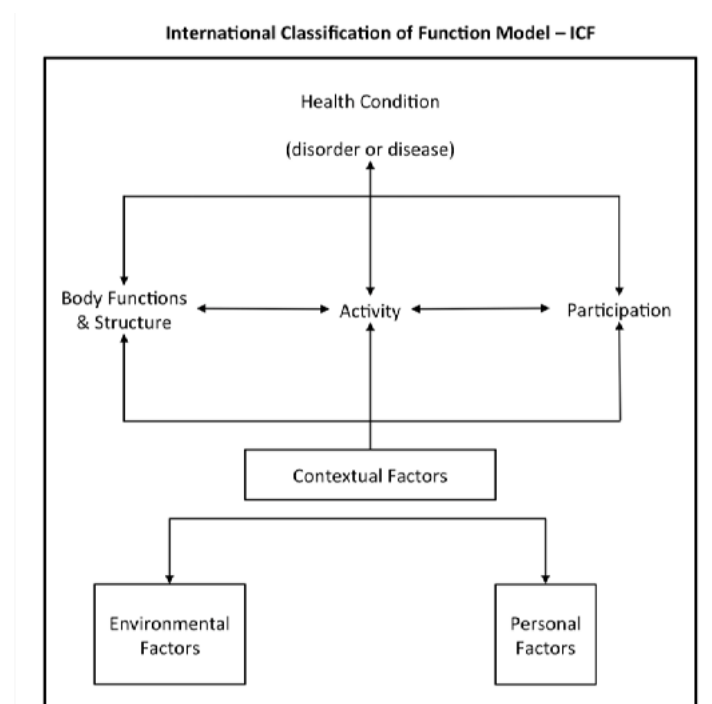 International Classification of Function Model – ICF
Health Condition
(disorder or disease)
Body Functions
& Structure
Activity
Participation
Contextual Factors
Environmental
Factors
Personal
Factors